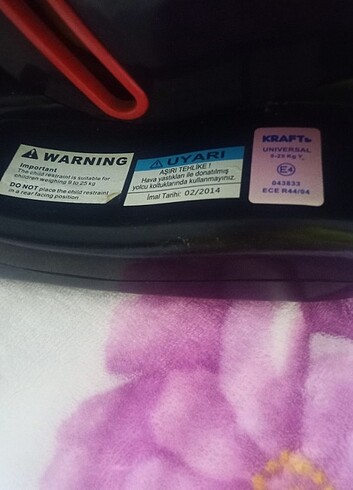 WARNING
Important
The child restraint is suitable for
children weighing 9 to 25 kg
DO NOT place the child restraint
in a rear facing position
UYARI
AŞIRI TEHLİKE !
Hava yastıkları ile donatılmış
yolcu koltuklarında kullanmayınız.
İmal Tarihi: 02/2014
KRAFT
UNIVERSAL
9-25 Kg Y
E4
043833
ECE R44/04